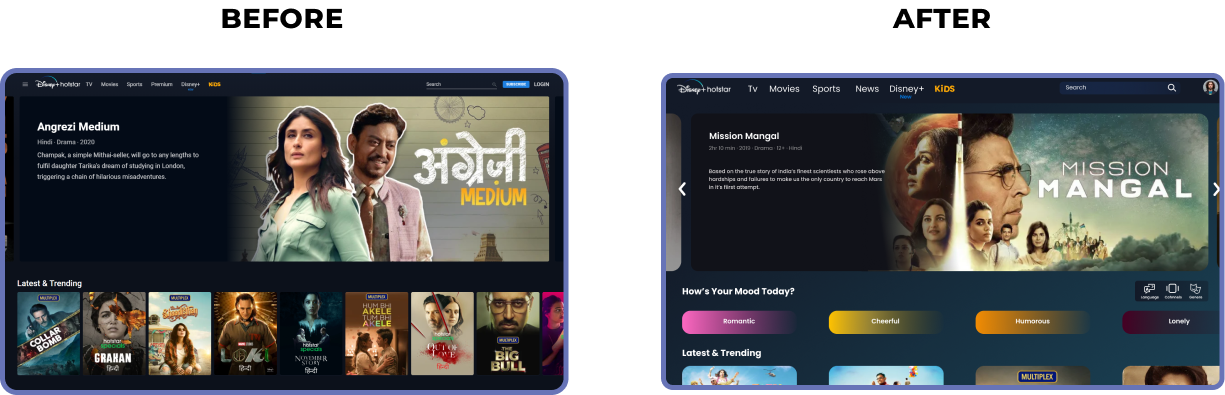 BEFORE
AFTER
Disney+ hotstar TV Movies Sports Premium Disney+ KiDS Search SUBSCRIBE LOGIN
Angrezi Medium
Hindi · Drama · 2020
Champak, a simple Mithai-seller, will go to any lengths to
fulfil daughter Tarika's dream of studying in London,
triggering a chain of hilarious misadventures.
अंग्रेज़ी
MEDIUM
Latest & Trending
MULTIPLEX
COLLAR
BOMB
hotstar
specials
GRAHAN
हिन्दी
MULTIPLEX
LOKI
हिन्दी
hotstar
specials
NOVEMBER
STORY
हिन्दी
MULTIPLEX
HUM BHI
AKELE
TUM BHI
AKELE
OUT OF
LOVE
हिन्दी
MULTIPLEX
THE
BIG
BULL
Disney+ hotstar Tv Movies Sports News Disney+ KiDS Search
New
Mission Mangal
2hr 10 min · 2019 · Drama · 12+ · Hindi
Based on the true story of India's finest scienteists who rose above
hardships and failures to make us the only country to reach Mars
in it's first attempt.
MISSION
MANGAL
How's Your Mood Today?
Language Channels Genere
Romantic Cheerful Humorous Lonely
Latest & Trending
MULTIPLEX